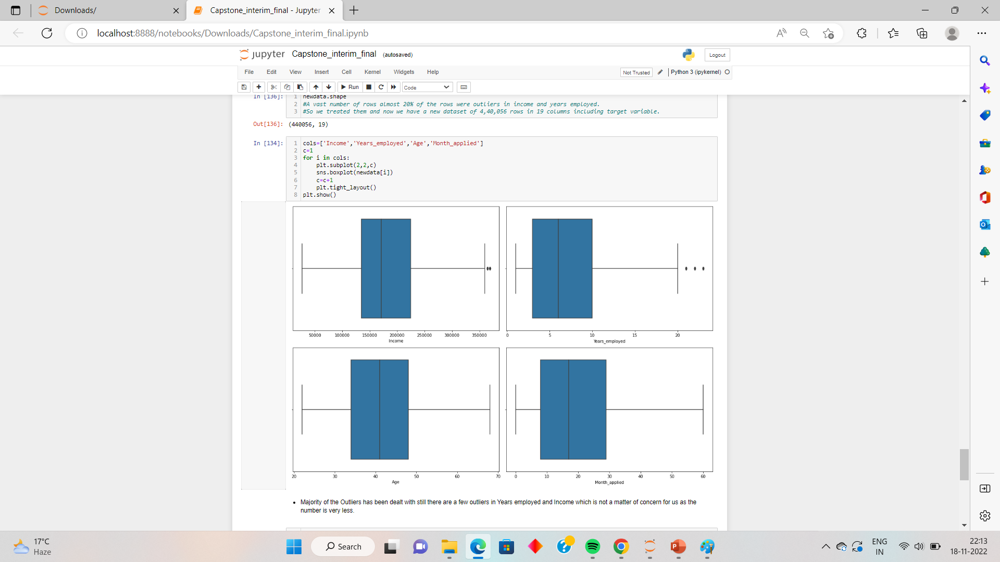 Downloads/
Capstone_interim_final - Jupyter
localhost:8888/notebooks/Downloads/Capstone_interim_final.ipynb
jupyter Capstone_interim_final (autosaved)
Logout
File Edit View Insert Cell Kernel Widgets Help
Not Trusted
Python 3 (ipykernel)
Run
Code
In [136]:
1 newdata.shape
2 #A vast number of rows almost 20% of the rows were outliers in income and years employed.
3 #So we treated them and now we have a new dataset of 4,40,056 rows in 19 columns including target variable.
Out[136]: (440056, 19)
In [134]:
1 cols=['Income','Years_employed','Age','Month_applied']
2 c=1
3 for i in cols:
4 plt.subplot(2,2,c)
5 sns.boxplot(newdata[i])
6 c=c+1
7 plt.tight_layout()
8 plt.show()
50000 100000 150000 200000 250000 300000 350000
Income
0 5 10 15 20
Years_employed
20 30 40 50 60 70
Age
0 10 20 30 40 50 60
Month_applied
• Majority of the Outliers has been dealt with still there are a few outliers in Years employed and Income which is not a matter of concern for us as the
number is very less.
17°C
Haze
Search
ENG
IN
22:13
18-11-2022